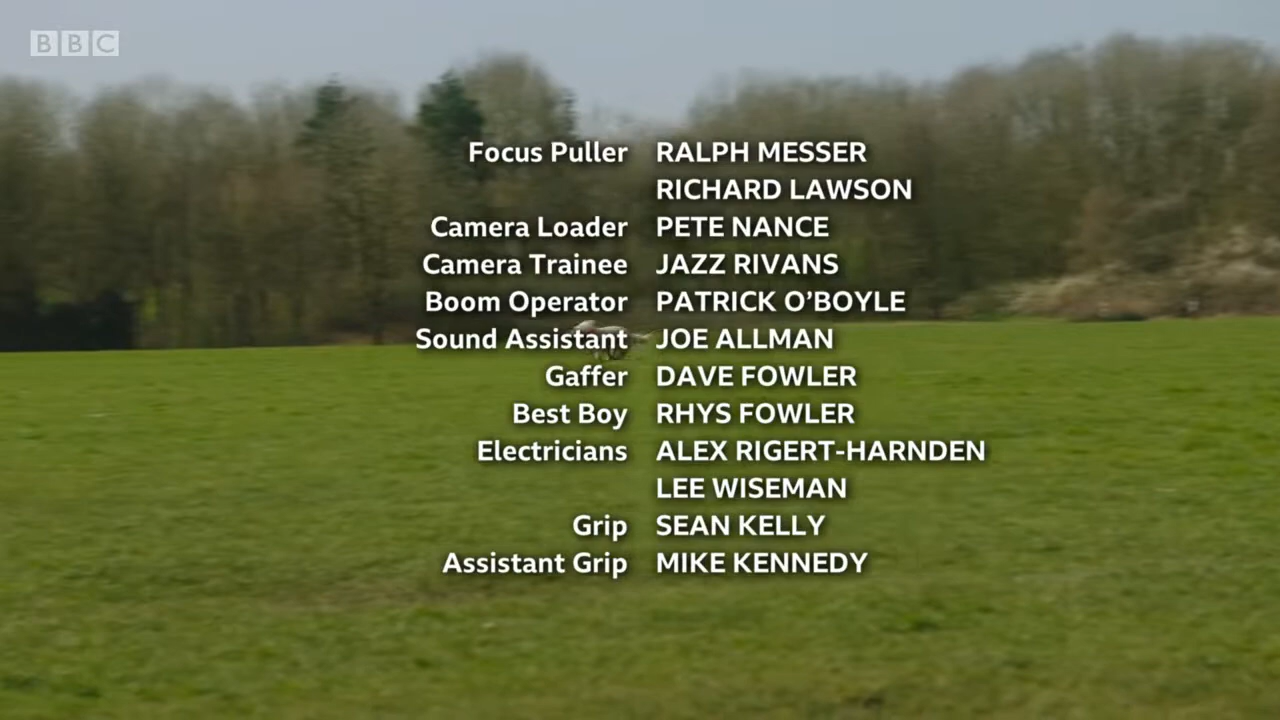 BBC
Focus Puller RALPH MESSER
RICHARD LAWSON
Camera Loader PETE NANCE
Camera Trainee JAZZ RIVANS
Boom Operator PATRICK O’BOYLE
Sound Assistant JOE ALLMAN
Gaffer DAVE FOWLER
Best Boy RHYS FOWLER
Electricians ALEX RIGERT-HARNDEN
LEE WISEMAN
Grip SEAN KELLY
Assistant Grip MIKE KENNEDY